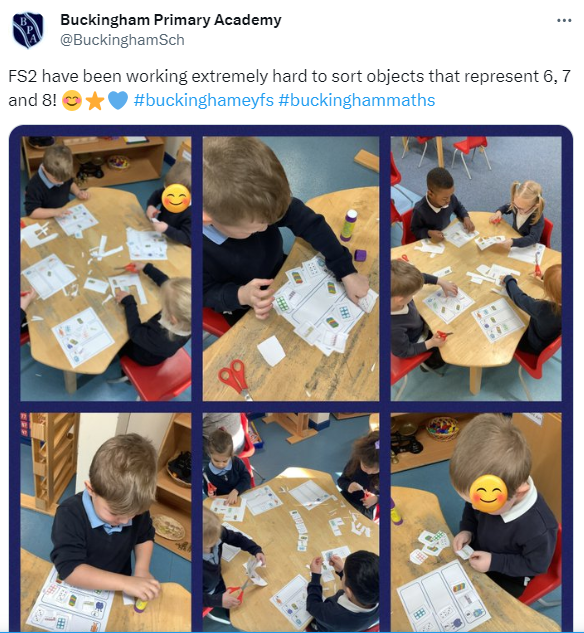 Buckingham Primary Academy
@BuckinghamSch
FS2 have been working extremely hard to sort objects that represent 6, 7
and 8! 😊⭐💙 #buckinghameyfs #buckinghammaths
B
P
A